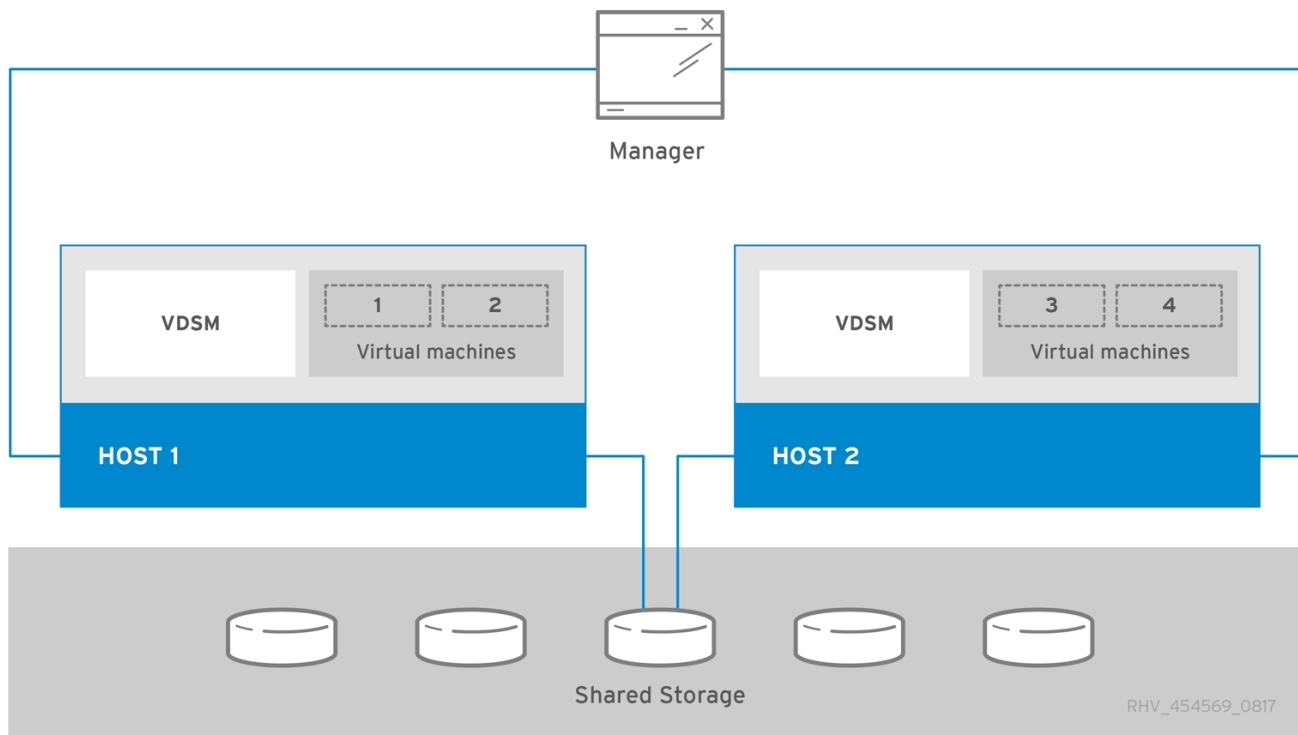 Manager
VDSM
1
2
Virtual machines
HOST 1
VDSM
3
4
Virtual machines
HOST 2
Shared Storage
RHV_454569_0817